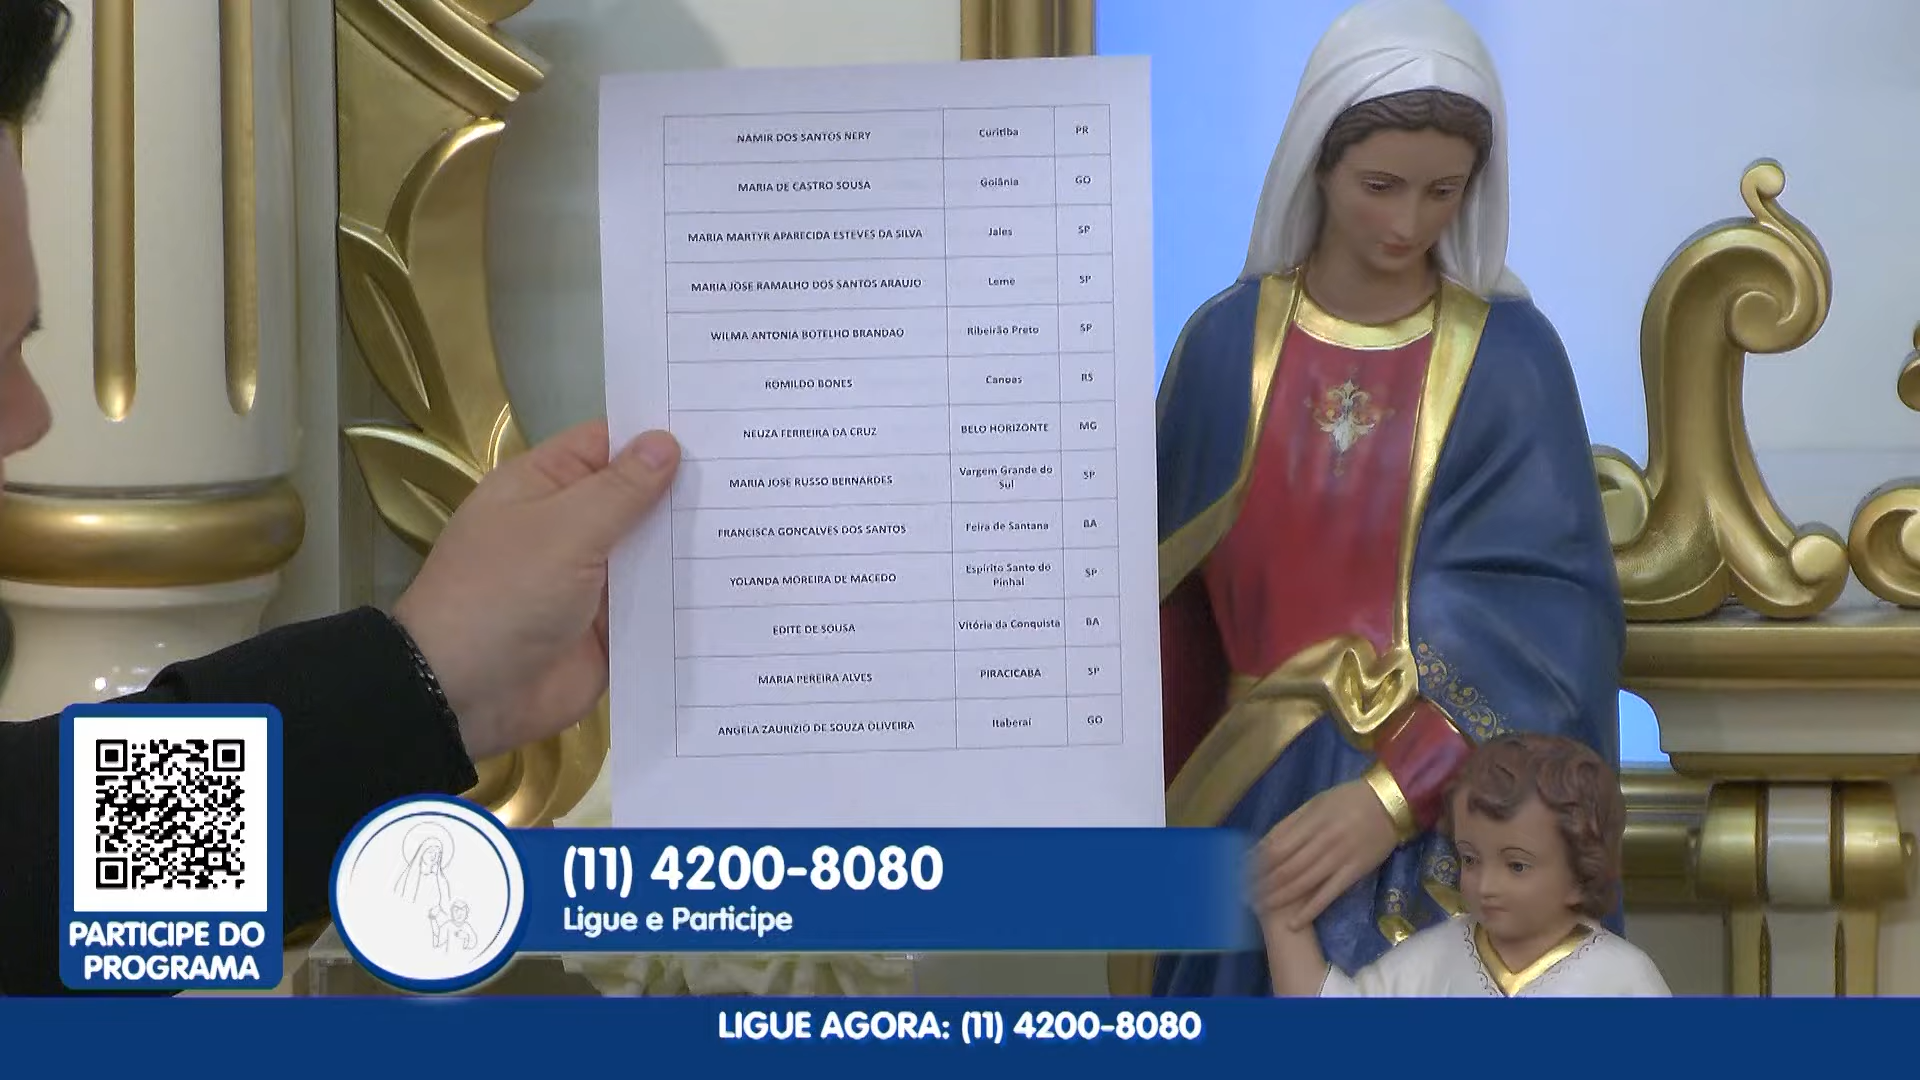 NAMIR DOS SANTOS NERY Curitiba PR
MARIA DE CASTRO SOUSA Goiânia GO
MARIA MARTYR APARECIDA ESTEVES DA SILVA Jales SP
MARIA JOSE RAMALHO DOS SANTOS ARAUJO Leme SP
WILMA ANTONIA BOTELHO BRANDAO Ribeirão Preto SP
ROMILDO BONES Canoas RS
NEUZA FERREIRA DA CRUZ BELO HORIZONTE MG
MARIA JOSE RUSSO BERNARDES Vargem Grande do
Sul SP
FRANCISCA GONCALVES DOS SANTOS Feira de Santana BA
YOLANDA MOREIRA DE MACEDO Espírito Santo do
Pinhal SP
EDITE DE SOUSA Vitória da Conquista BA
MARIA PEREIRA ALVES PIRACICABA SP
ANGELA ZAURIZIO DE SOUZA OLIVEIRA Itaberaí GO
PARTICIPE DO
PROGRAMA
(11) 4200-8080
Ligue e Participe
LIGUE AGORA: (11) 4200-8080